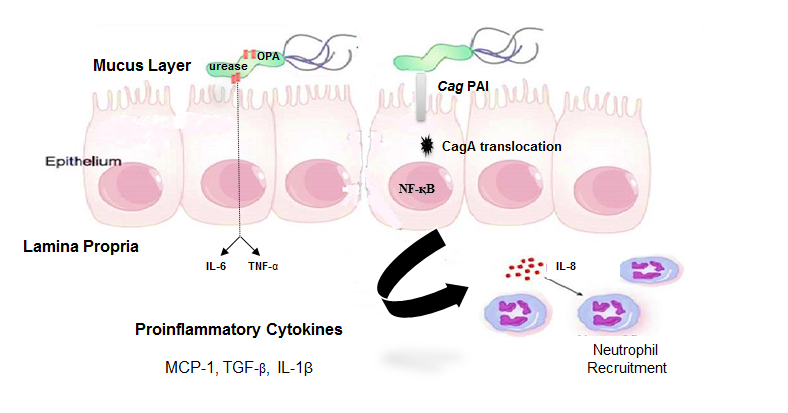 OPA
Mucus Layer
urease
Cag PAI
CagA translocation
Epithelium
NF-κB
Lamina Propria
IL-6
TNF-α
IL-8
Proinflammatory Cytokines
MCP-1, TGF-β, IL-1β
Neutrophil
Recruitment